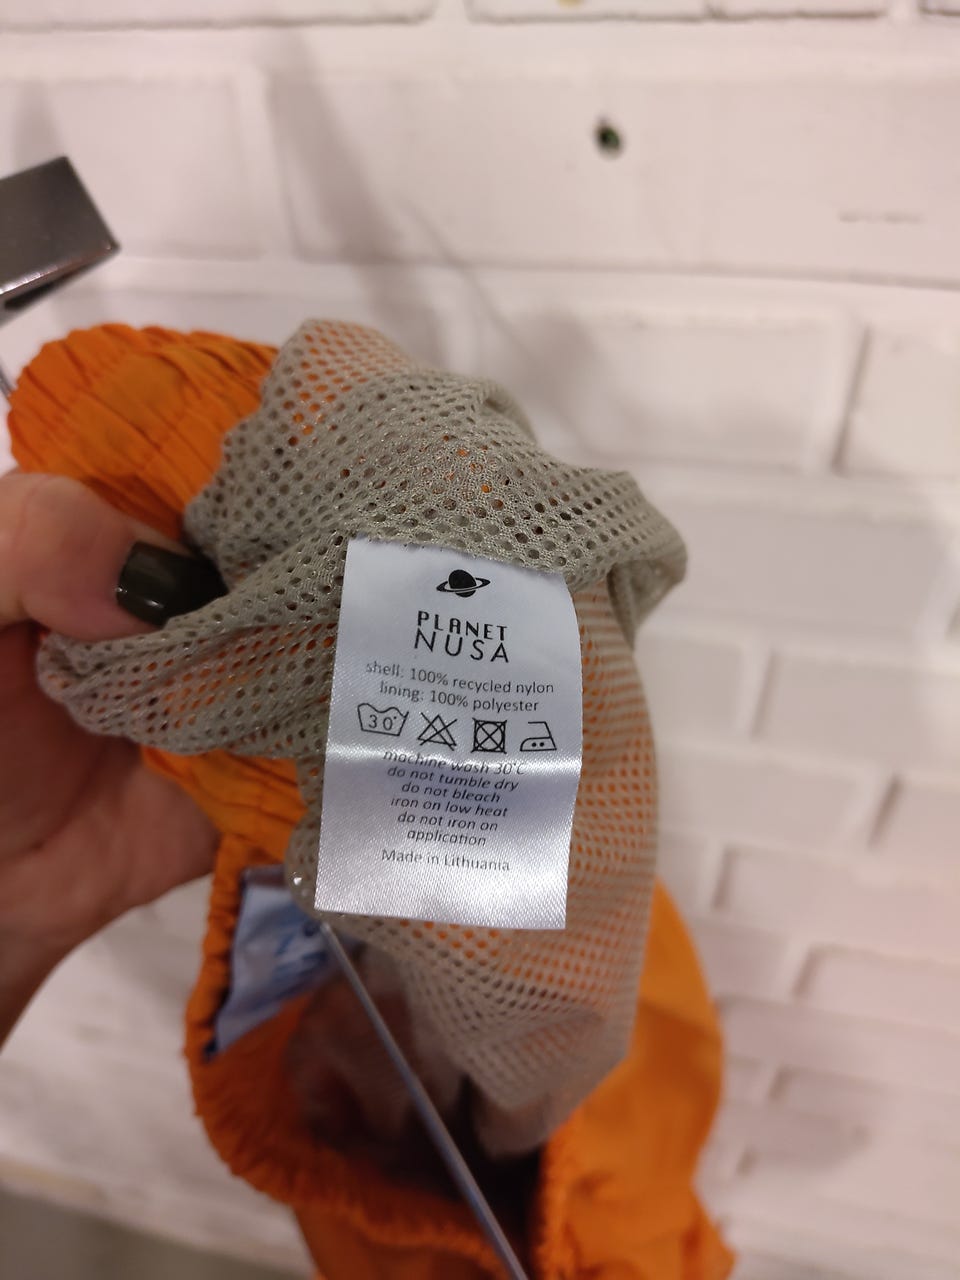 PLANET
NUSA
shell: 100% recycled nylon
lining: 100% polyester
30°
machine wash 30°C
do not tumble dry
do not bleach
iron on low heat
do not iron on
application
Made in Lithuania